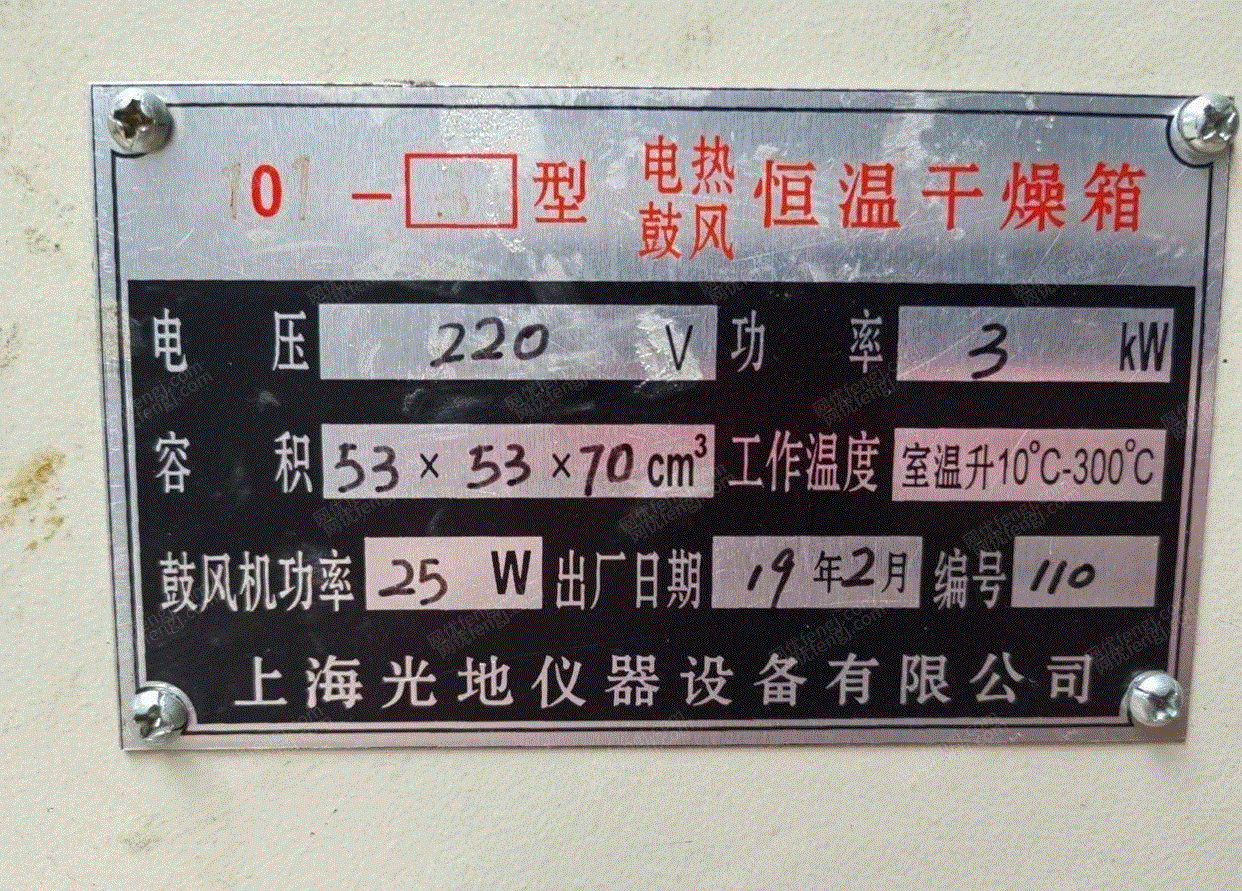 101-型 电热鼓风 恒温干燥箱
电压 220 V 功率 3 kW
容积 53×53×70 cm³ 工作温度 室温升10℃-300℃
鼓风机功率 25 W 出厂日期 19年2月 编号 110
上海光地仪器设备有限公司